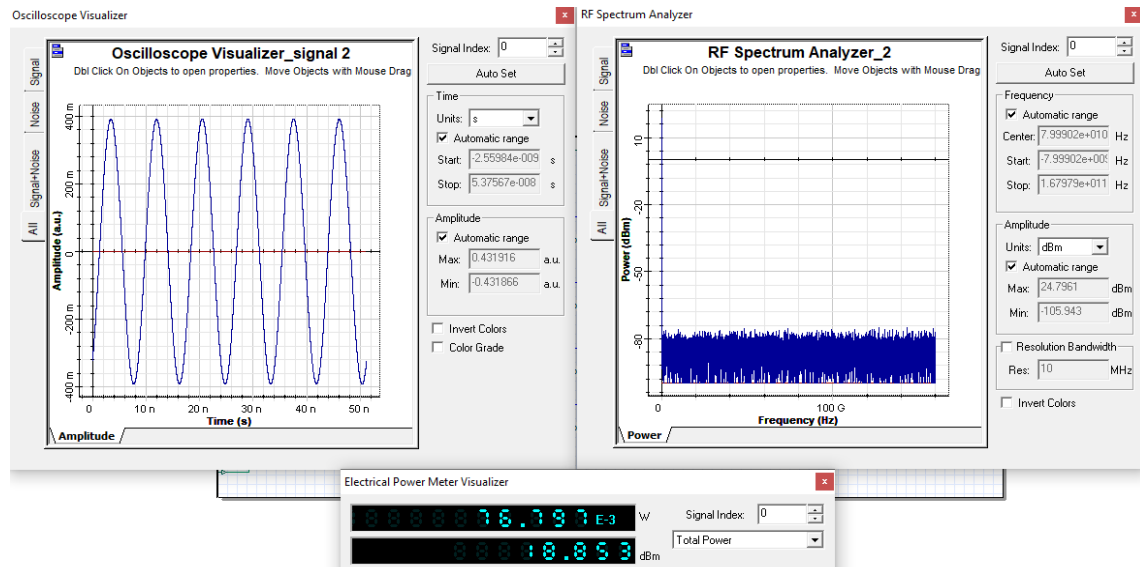 Oscilloscope Visualizer
x
Oscilloscope Visualizer_signal 2
Dbl Click On Objects to open properties. Move Objects with Mouse Drag
Signal
Noise
Signal+Noise
All
Amplitude (a.u.)
400 m
200 m
0
-200 m
-400 m
0 10 n 20 n 30 n 40 n 50 n
Time (s)
Amplitude
Signal Index: 0
Auto Set
Time
Units: s
Automatic range
Start: -2.55984e-009 s
Stop: 5.37567e-008 s
Amplitude
Automatic range
Max: 0.431916 a.u.
Min: -0.431866 a.u.
Invert Colors
Color Grade
RF Spectrum Analyzer
x
RF Spectrum Analyzer_2
Dbl Click On Objects to open properties. Move Objects with Mouse Drag
Signal
Noise
Signal+Noise
All
Power (dBm)
10
-20
-50
-80
0 100 G
Frequency (Hz)
Power
Signal Index: 0
Auto Set
Frequency
Automatic range
Center: 7.99902e+010 Hz
Start: -7.99902e+009 Hz
Stop: 1.67979e+011 Hz
Amplitude
Units: dBm
Automatic range
Max: 24.7961 dBm
Min: -105.943 dBm
Resolution Bandwidth
Res: 10 MHz
Invert Colors
Electrical Power Meter Visualizer
x
76.797 E-3 W
18.853 dBm
Signal Index: 0
Total Power